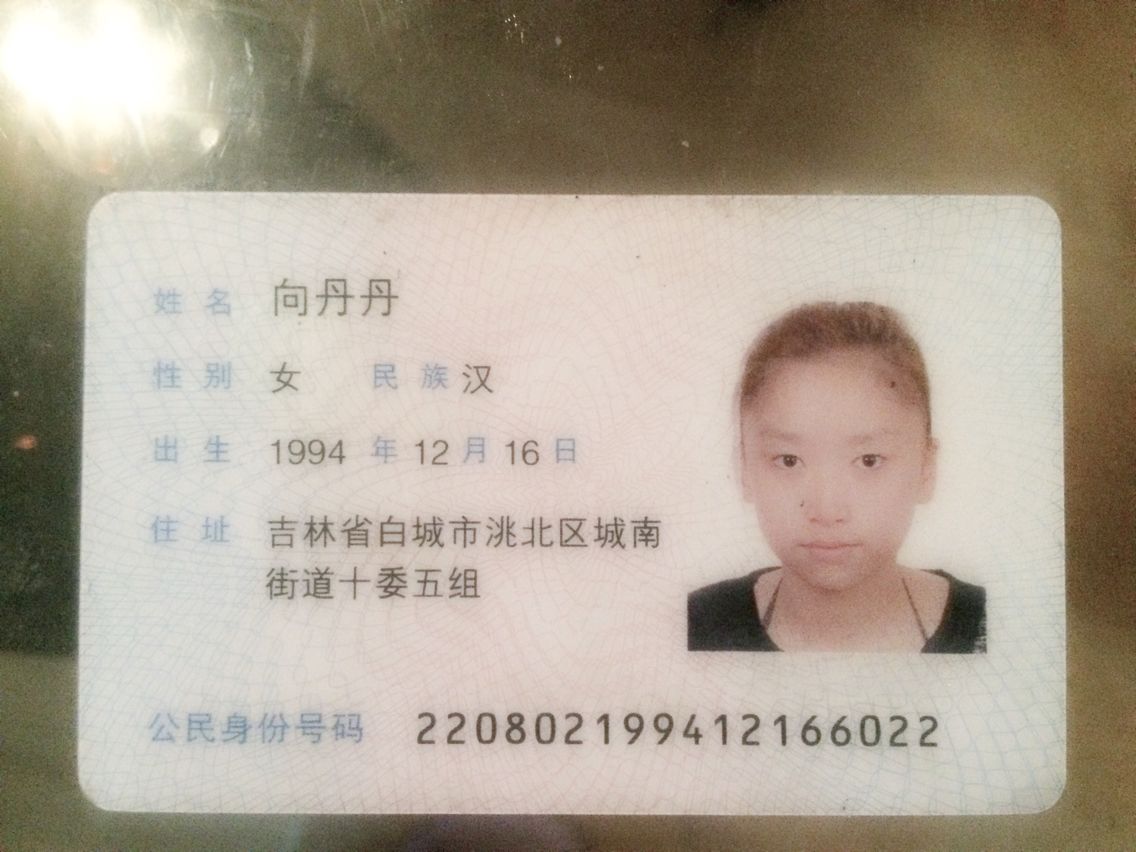 姓名 向丹丹
性别 女 民族 汉
出生 1994 年 12 月 16 日
住址 吉林省白城市洮北区城南
街道十委五组
公民身份号码 220802199412166022